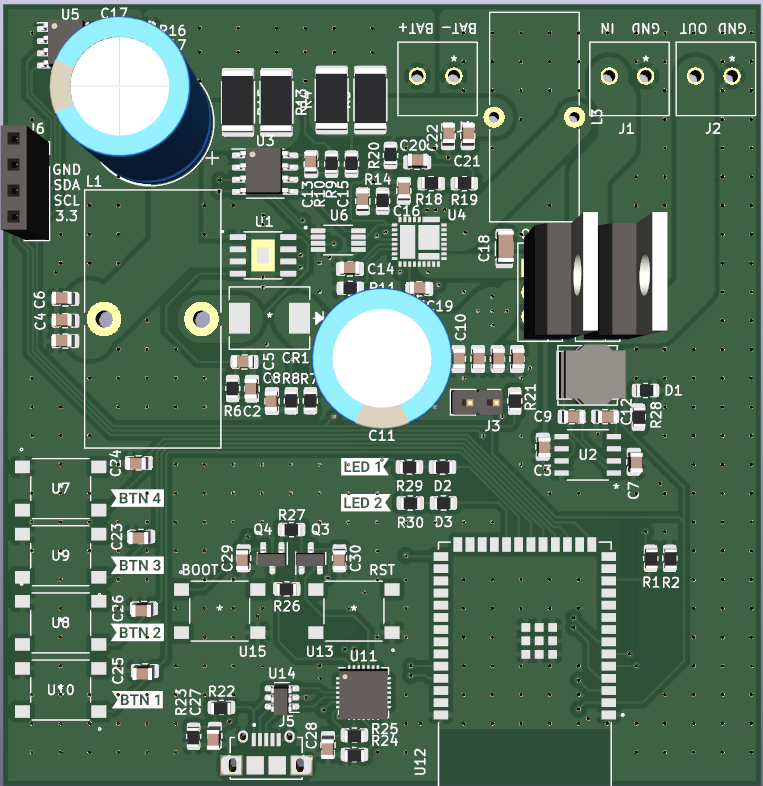 U5
C17
R16
BAT+
BAT-
*
IN
GND
*
OUT
GND
*
J6
GND
SDA
SCL
3.3
L1
U3
+
L3
J1
J2
C22
C21
R20
C20
C13
R10
R9
C15
R14
C16
R18
R19
U4
U1
U6
C14
R11
C19
C18
C6
C4
*
CR1
C5
R6
C2
C8
R8
R7
C10
C11
J3
R21
D1
C9
C12
R28
C3
U2
*
C7
C24
U7
BTN 4
C23
U9
BTN 3
C26
U8
BTN 2
C25
U10
BTN 1
LED 1
R29
D2
LED 2
R30
D3
R27
Q4
Q3
C29
C30
BOOT
RST
*
*
R26
U15
U13
R1
R2
U14
U11
R23
C27
R22
J5
C28
R25
R24
U12